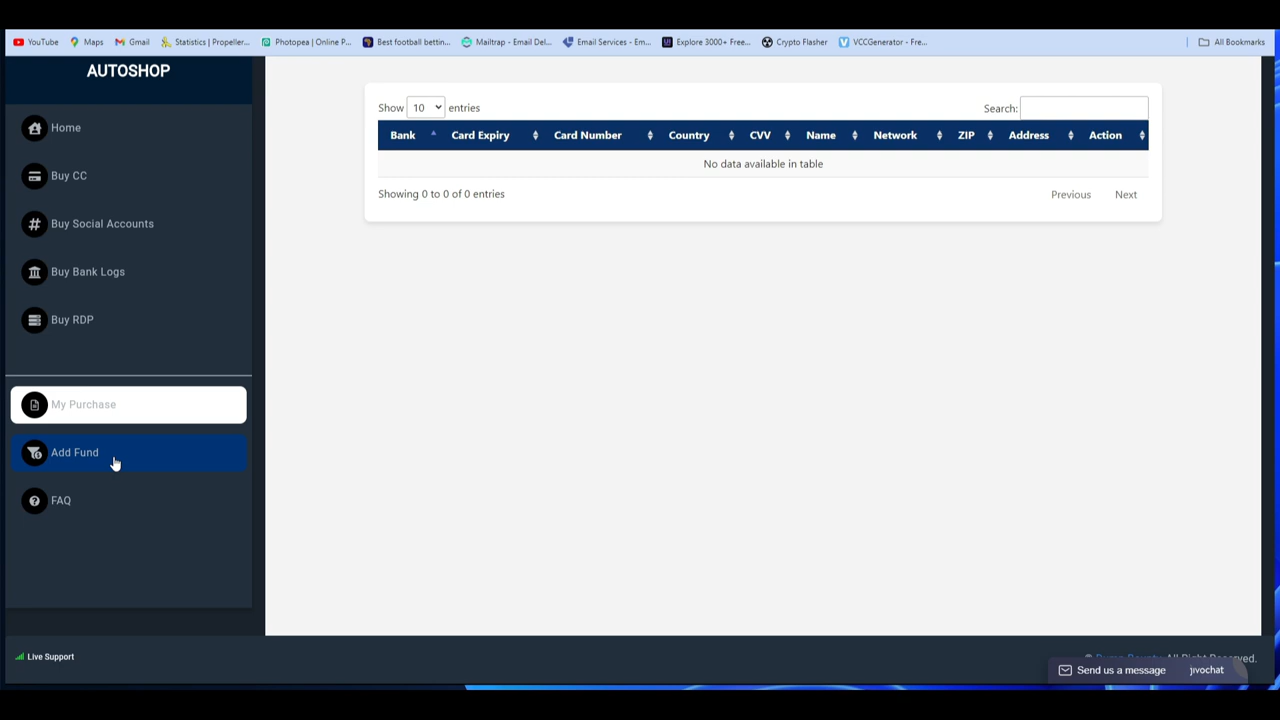 YouTube Maps Gmail Statistics | Propeller... Photopea | Online P... Best football bettin... Mailtrap - Email Del... Email Services - Em... Explore 3000+ Free... Crypto Flasher VCCGenerator - Fre... All Bookmarks
AUTOSHOP
Home
Buy CC
Buy Social Accounts
Buy Bank Logs
Buy RDP
My Purchase
Add Fund
FAQ
Live Support
Show 10 entries Search:
Bank Card Expiry Card Number Country CVV Name Network ZIP Address Action
No data available in table
Showing 0 to 0 of 0 entries Previous Next
All Right Reserved.
Send us a message jivochat